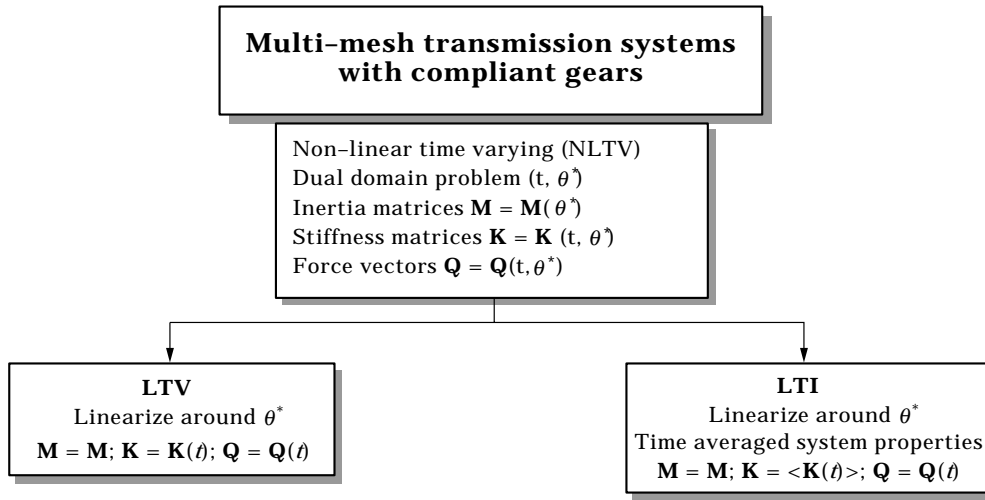 Multi–mesh transmission systems
with compliant gears
Non–linear time varying (NLTV)
Dual domain problem (t, θ*)
Inertia matrices M = M(θ*)
Stiffness matrices K = K (t, θ*)
Force vectors Q = Q(t, θ*)
LTV
Linearize around θ*
M = M; K = K(t); Q = Q(t)
LTI
Linearize around θ*
Time averaged system properties
M = M; K = <K(t)>; Q = Q(t)